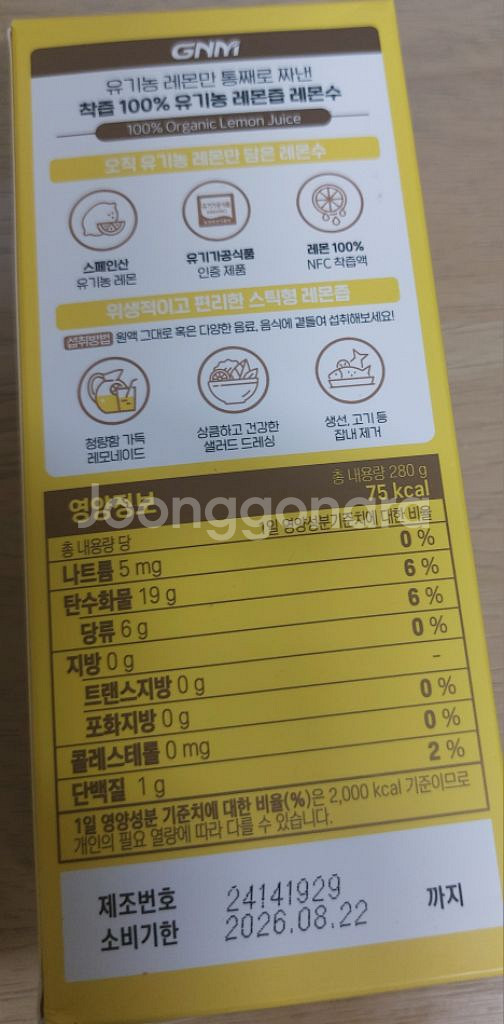 GNM
유기농 레몬만 통째로 짜낸
착즙 100% 유기농 레몬즙 레몬수
100% Organic Lemon Juice
오직 유기농 레몬만 담은 레몬수
스페인산
유기농 레몬
유기가공식품
인증 제품
레몬 100%
NFC 착즙액
위생적이고 편리한 스틱형 레몬즙
섭취방법 원액 그대로 혹은 다양한 음료, 음식에 곁들여 섭취해보세요!
청량함 가득
레모네이드
상큼하고 건강한
샐러드 드레싱
생선, 고기 등
잡내 제거
영양정보
총 내용량 280 g
75 kcal
Joonggonara
총 내용량 당
1일 영양성분기준치에 대한 비율
나트륨 5 mg 0 %
탄수화물 19 g 6 %
당류 6 g 6 %
지방 0 g 0 %
트랜스지방 0 g -
포화지방 0 g 0 %
콜레스테롤 0 mg 0 %
단백질 1 g 2 %
1일 영양성분 기준치에 대한 비율(%)은 2,000 kcal 기준이므로
개인의 필요 열량에 따라 다를 수 있습니다.
제조번호 24141929
소비기한 2026.08.22 까지